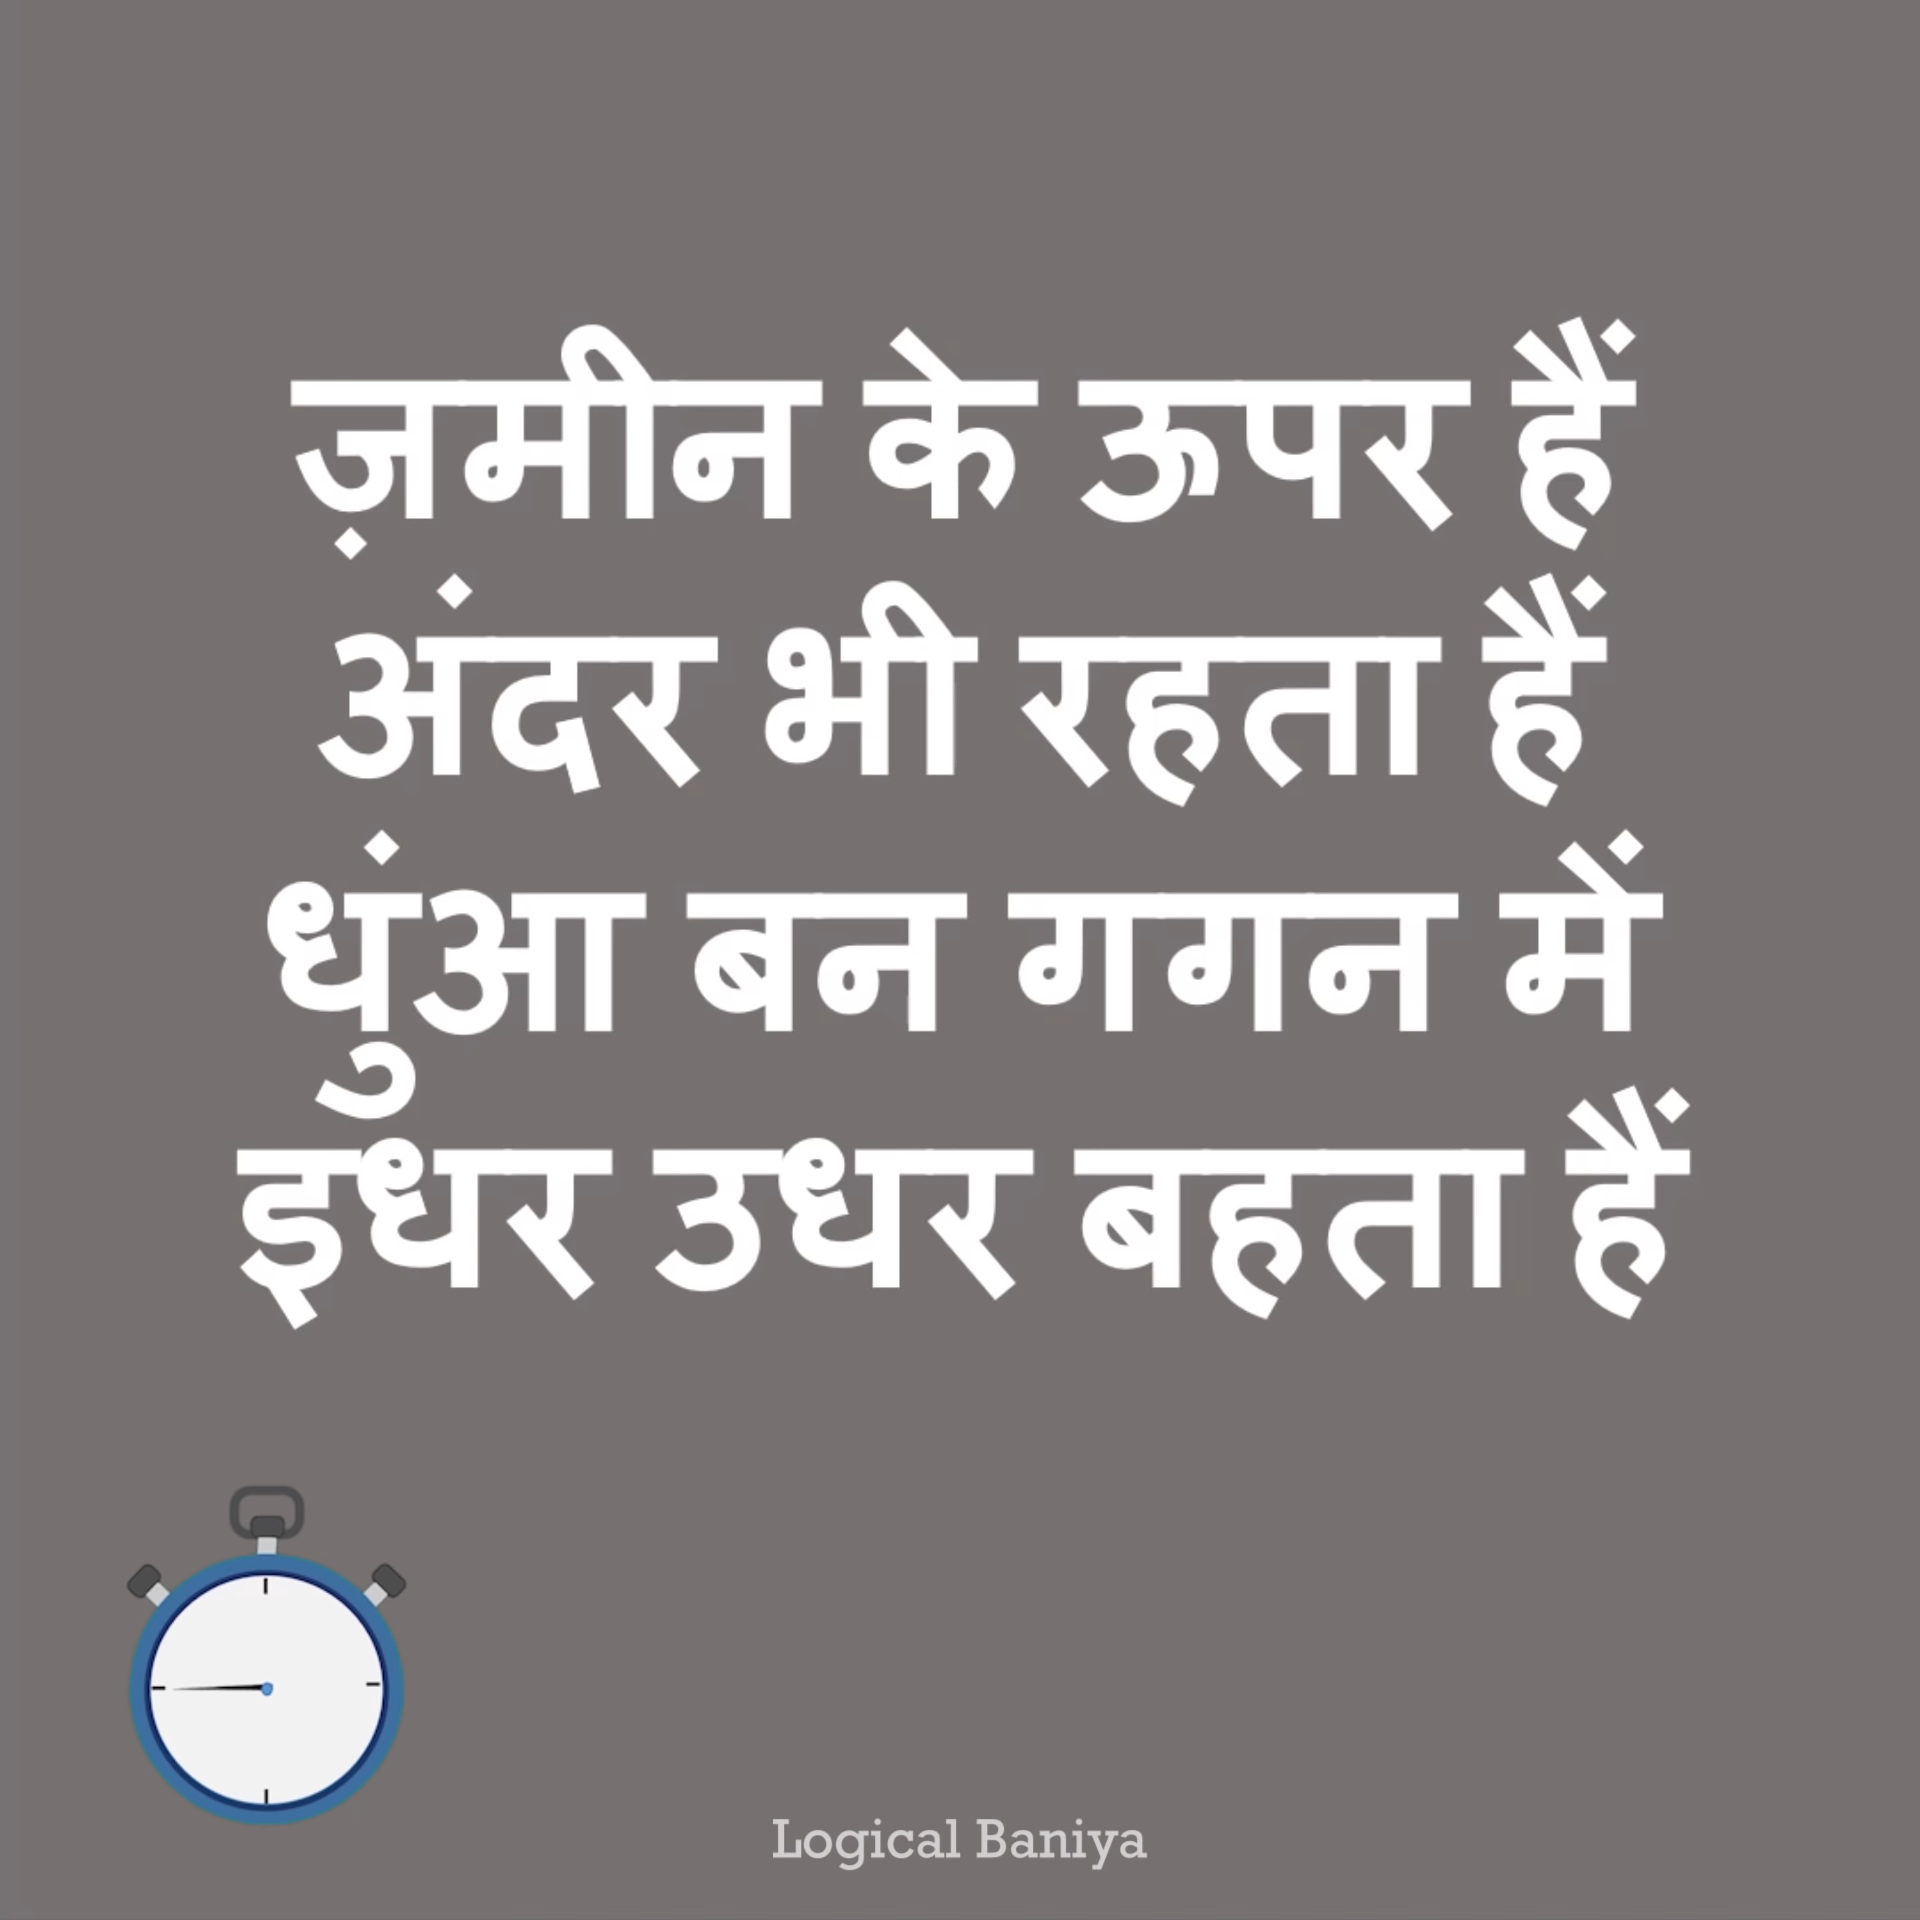 ज़मीन के ऊपर हैं
अंदर भी रहता हैं
धुंआ बन गगन में
इधर उधर बहता हैं
Logical Baniya